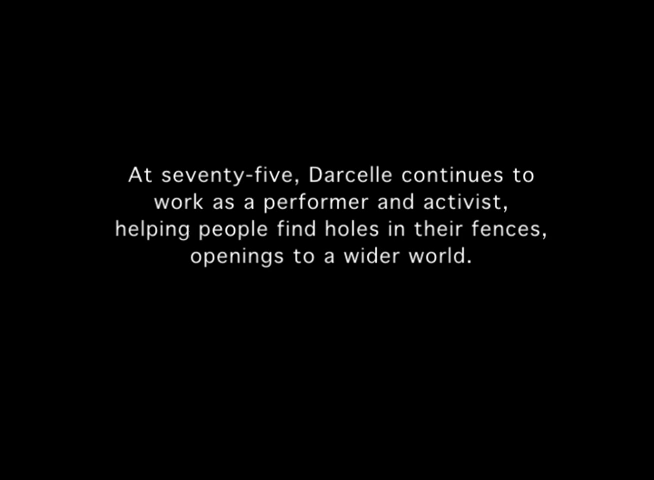 At seventy-five, Darcelle continues to
work as a performer and activist,
helping people find holes in their fences,
openings to a wider world.